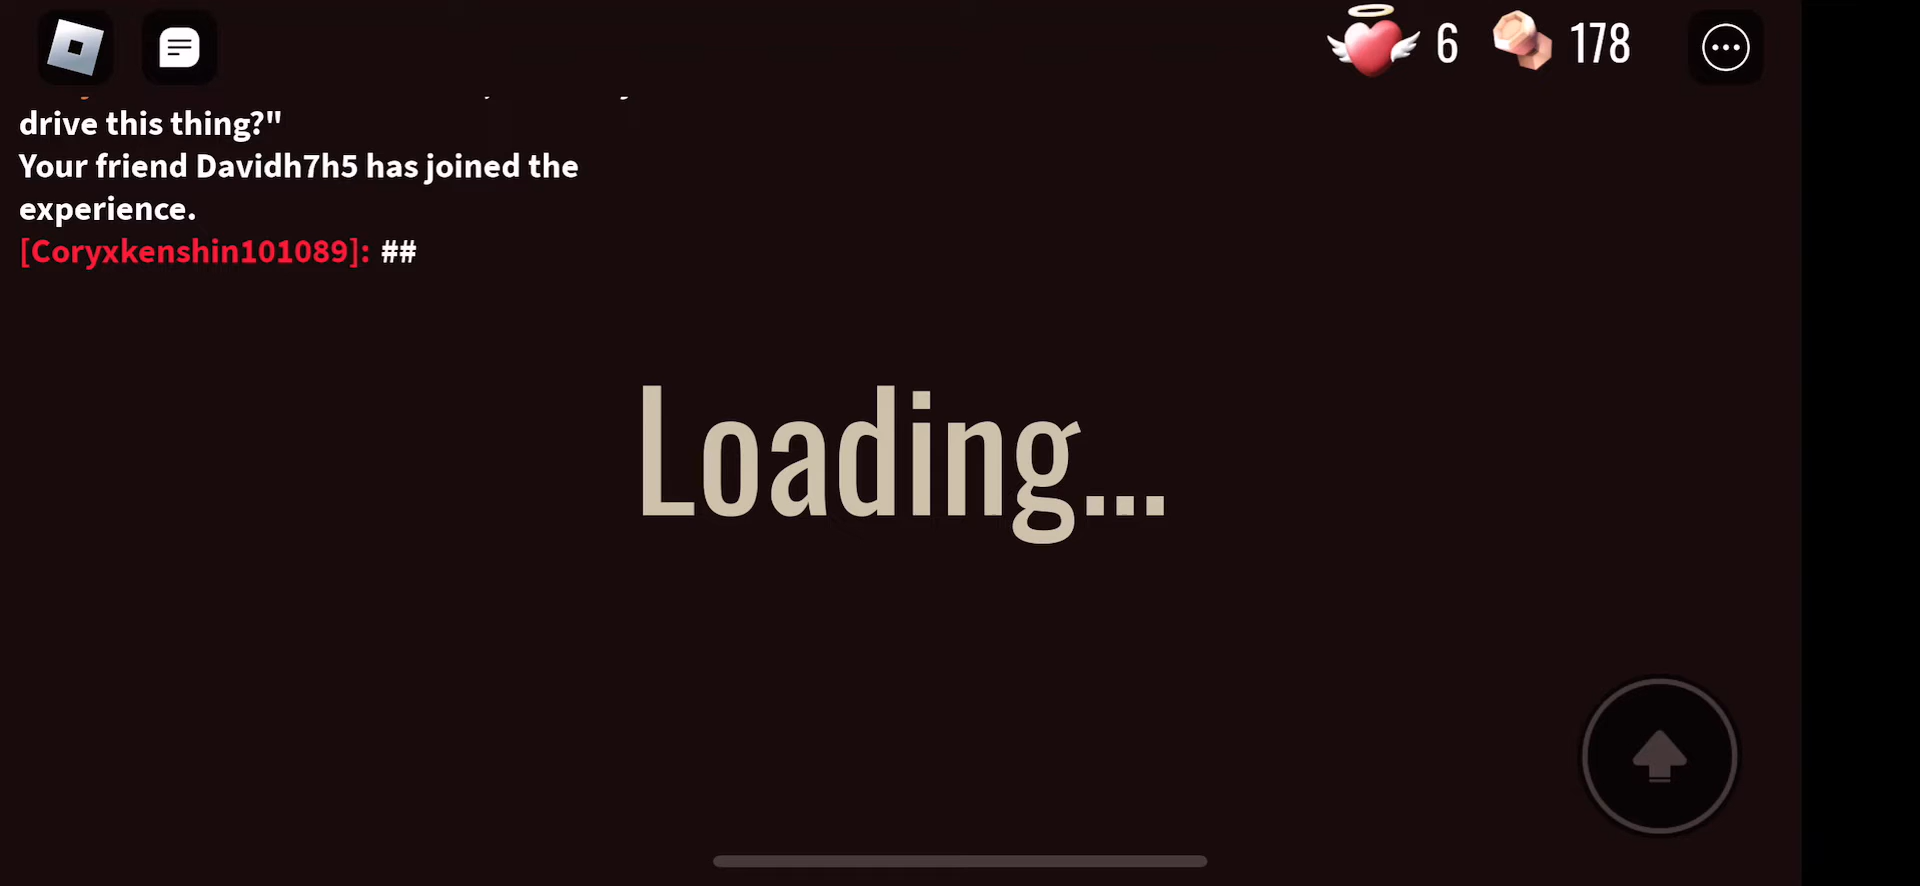 6 178
drive this thing?"
Your friend Davidh7h5 has joined the
experience.
[Coryxkenshin101089]: ##
Loading...